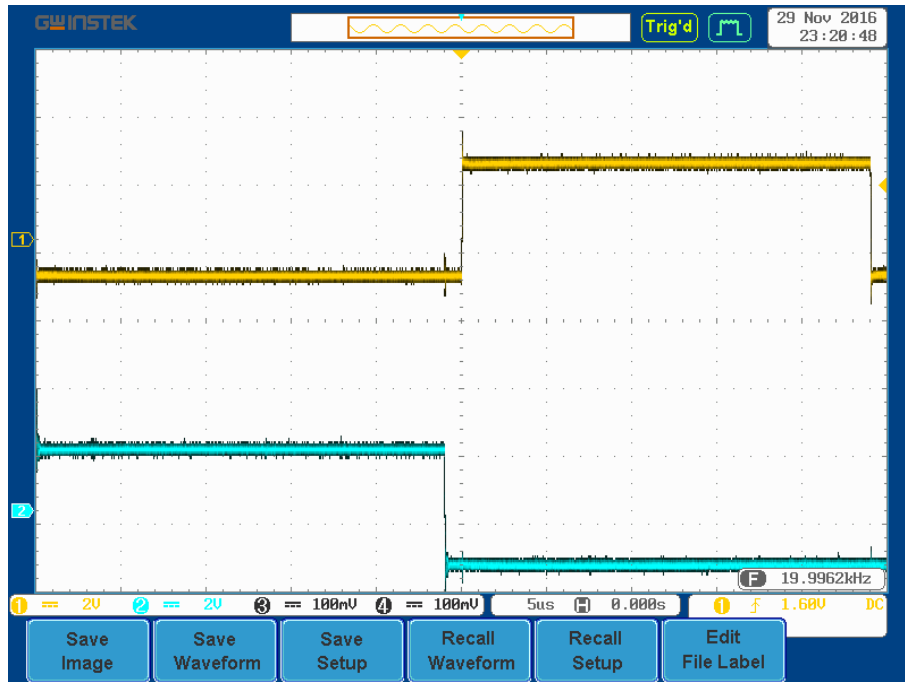 GWINSTEK
Trig'd
29 Nov 2016
23:20:48
1
2
F 19.9962kHz
1 2V 2 2V 3 100mV 4 100mV 5us H 0.000s 1 1.60V DC
Save Image
Save Waveform
Save Setup
Recall Waveform
Recall Setup
Edit File Label